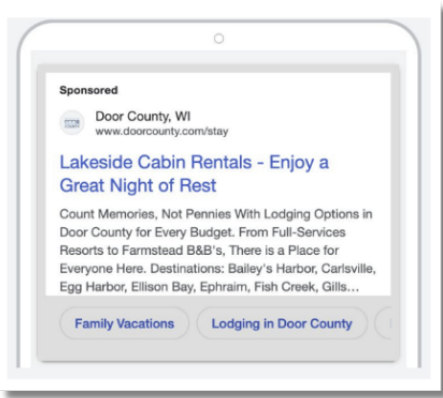 Sponsored
Door County, WI
www.doorcounty.com/stay
Lakeside Cabin Rentals - Enjoy a
Great Night of Rest
Count Memories, Not Pennies With Lodging Options in
Door County for Every Budget. From Full-Services
Resorts to Farmstead B&B's, There is a Place for
Everyone Here. Destinations: Bailey's Harbor, Carlsville,
Egg Harbor, Ellison Bay, Ephraim, Fish Creek, Gills...
Family Vacations
Lodging in Door County